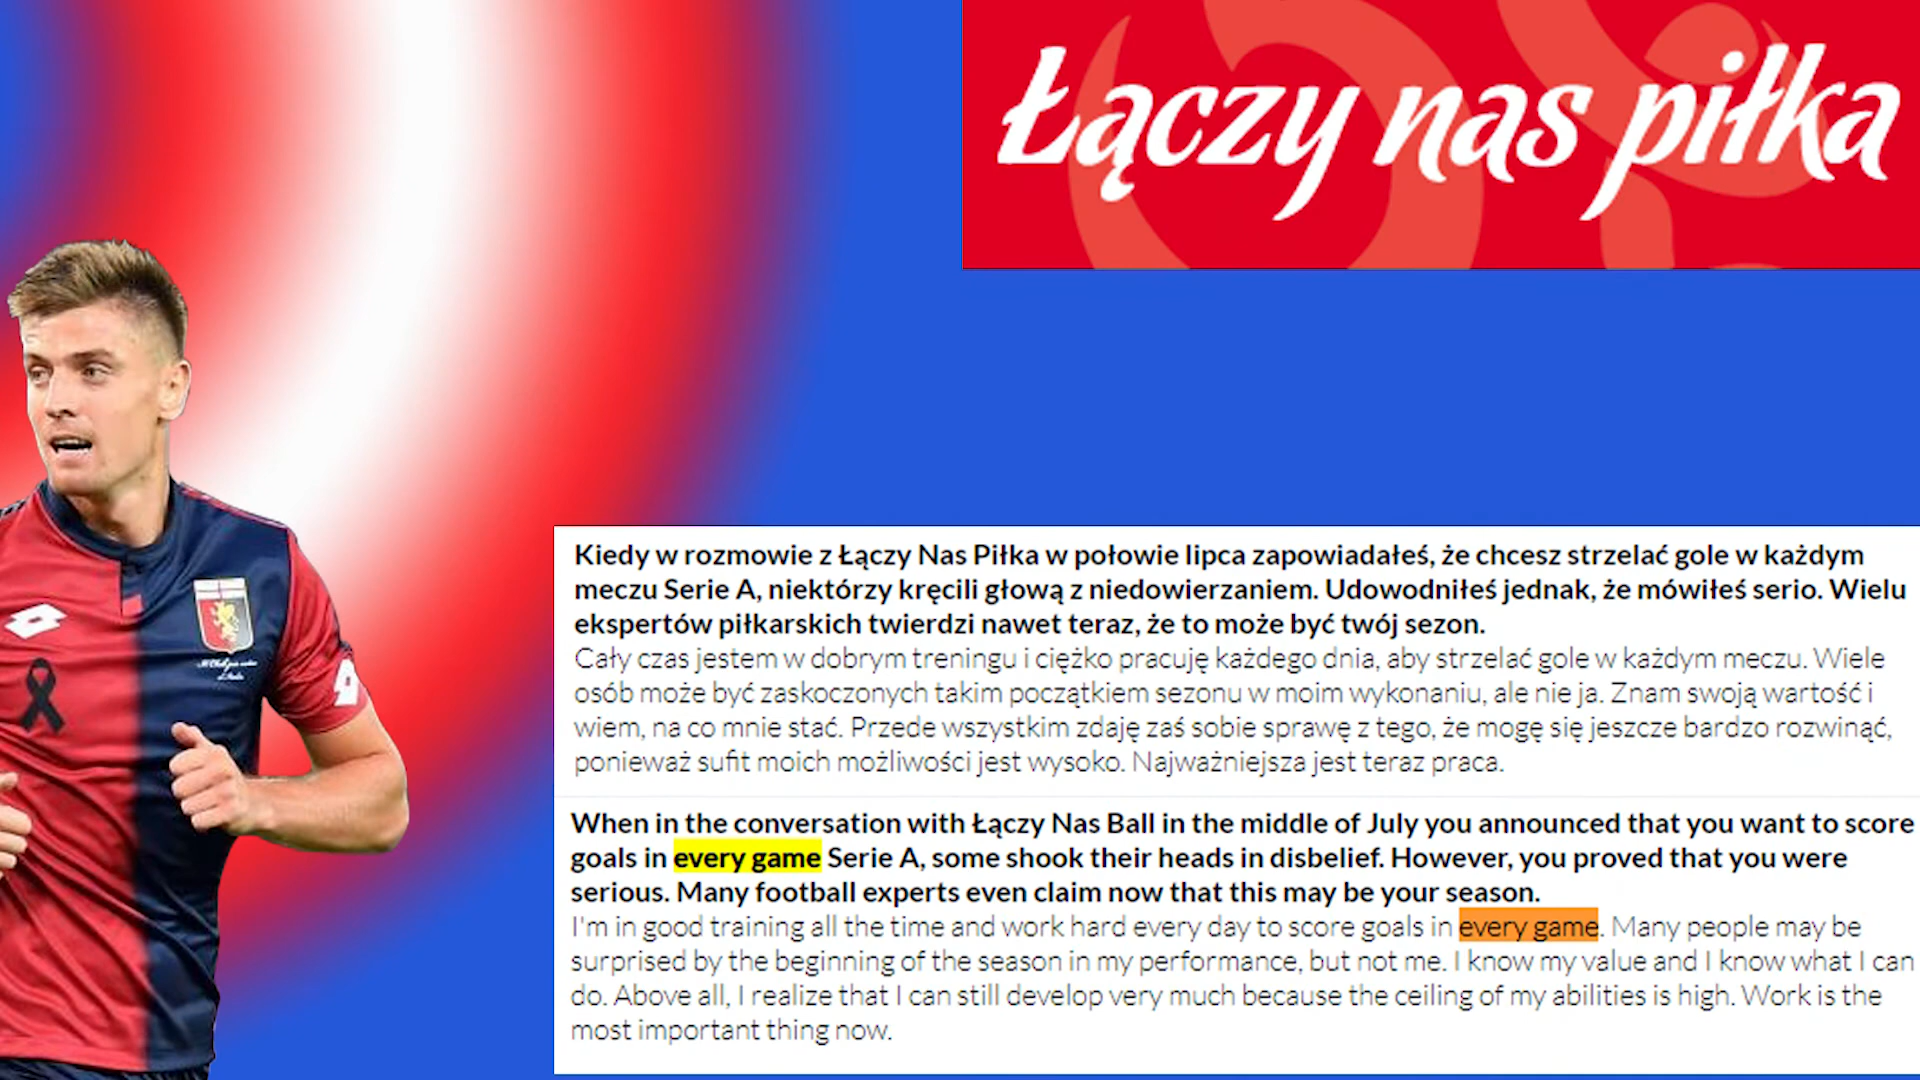 Łączy nas piłka
Kiedy w rozmowie z Łączy Nas Piłka w połowie lipca zapowiadałeś, że chcesz strzelać gole w każdym
meczu Serie A, niektórzy kręcili głową z niedowierzaniem. Udowodniłeś jednak, że mówiłeś serio. Wielu
ekspertów piłkarskich twierdzi nawet teraz, że to może być twój sezon.
Cały czas jestem w dobrym treningu i ciężko pracuję każdego dnia, aby strzelać gole w każdym meczu. Wiele
osób może być zaskoczonych takim początkiem sezonu w moim wykonaniu, ale nie ja. Znam swoją wartość i
wiem, na co mnie stać. Przede wszystkim zdaję zaś sobie sprawę z tego, że mogę się jeszcze bardzo rozwinąć,
ponieważ sufit moich możliwości jest wysoko. Najważniejsza jest teraz praca.
When in the conversation with Łączy Nas Ball in the middle of July you announced that you want to score
goals in every game Serie A, some shook their heads in disbelief. However, you proved that you were
serious. Many football experts even claim now that this may be your season.
I'm in good training all the time and work hard every day to score goals in every game. Many people may be
surprised by the beginning of the season in my performance, but not me. I know my value and I know what I can
do. Above all, I realize that I can still develop very much because the ceiling of my abilities is high. Work is the
most important thing now.